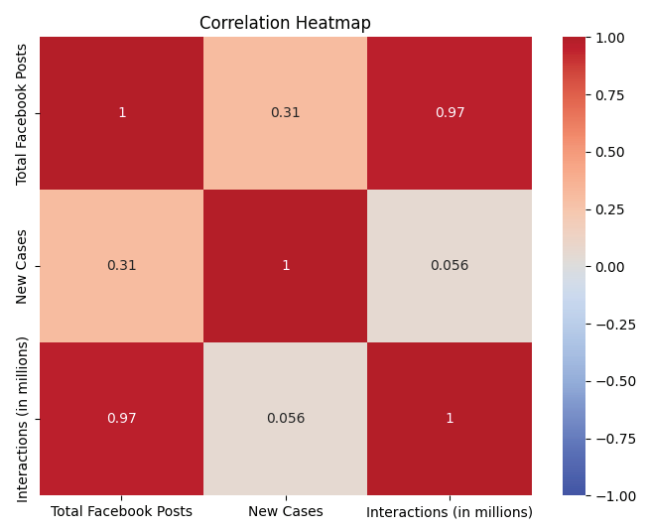 Correlation Heatmap
Total Facebook Posts
1
0.31
0.97
New Cases
0.31
1
0.056
Interactions (in millions)
0.97
0.056
1
Total Facebook Posts
New Cases
Interactions (in millions)
1.00
0.75
0.50
0.25
0.00
−0.25
−0.50
−0.75
−1.00